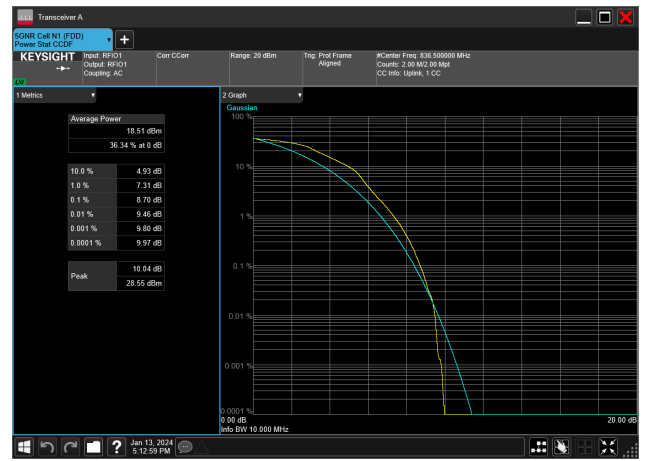 Transceiver A
5GNR Cell N1 (FDD)
Power Stat CCDF
KEYSIGHT
Input: RFIO1
Output: RFIO1
Coupling: AC
Corr CCorr
Range: 20 dBm
Trig: Prot Frame
Aligned
#Center Freq: 836.500000 MHz
Counts: 2.00 M/2.00 Mpt
CC Info: Uplink, 1 CC
1 Metrics
Average Power
18.51 dBm
36.34 % at 0 dB
10.0 % 4.93 dB
1.0 % 7.31 dB
0.1 % 8.70 dB
0.01 % 9.46 dB
0.001 % 9.80 dB
0.0001 % 9.97 dB
Peak
10.04 dB
28.55 dBm
2 Graph
Gaussian
100 %
10 %
1 %
0.1 %
0.01 %
0.001 %
0.0001 %
0.00 dB 20.00 dB
Info BW 10.000 MHz
Jan 13, 2024
5:12:59 PM